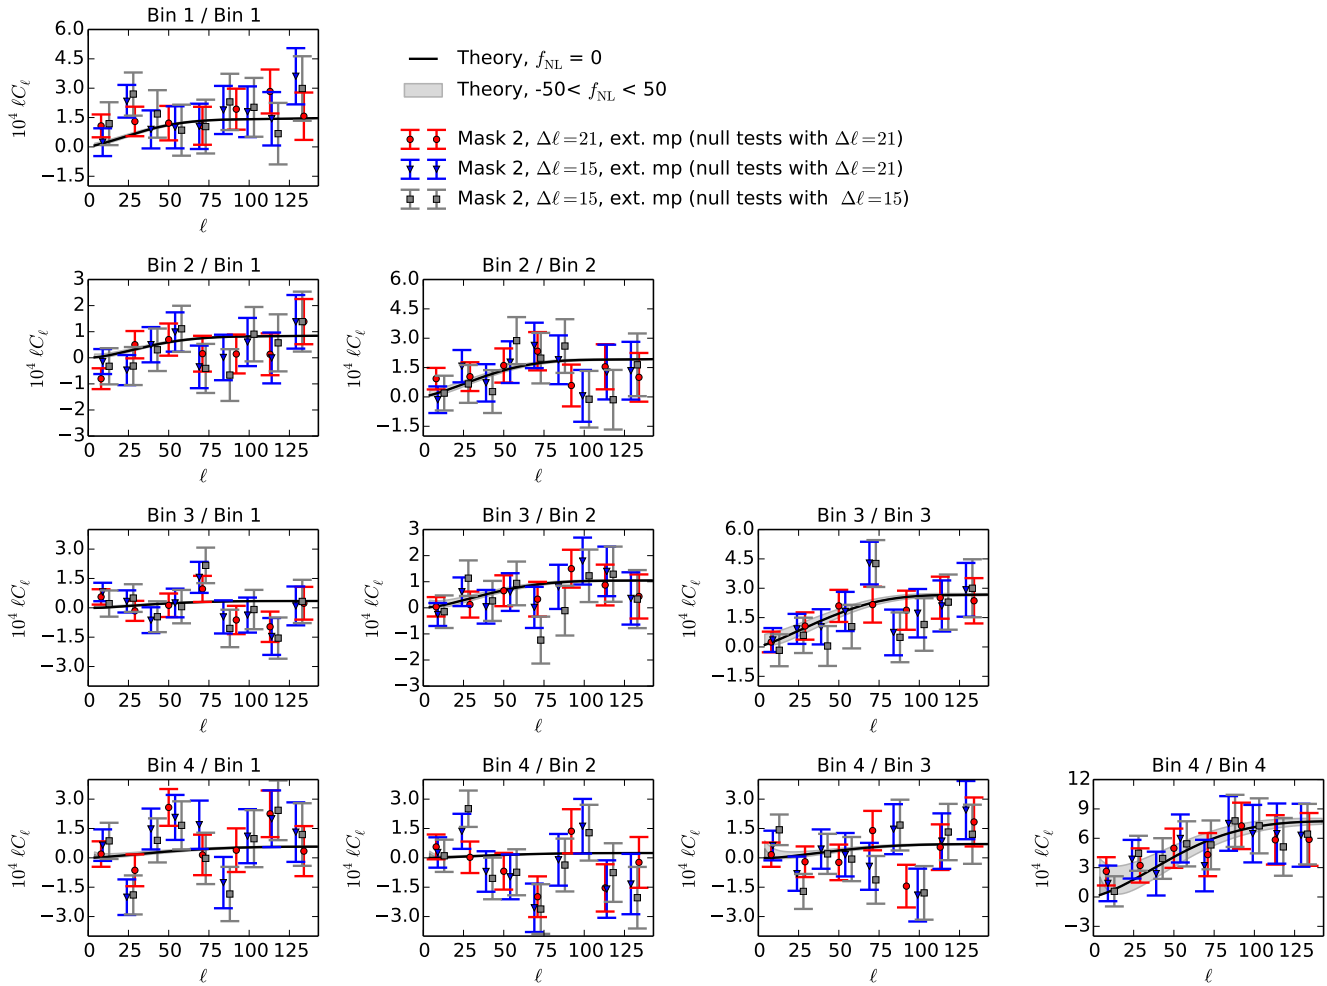 Bin 1 / Bin 1
6.0
4.5
3.0
1.5
0.0
−1.5
10⁴ ℓC_ℓ
0 25 50 75 100 125
ℓ
Theory, f_NL = 0
Theory, -50< f_NL < 50
Mask 2, Δℓ=21, ext. mp (null tests with Δℓ=21)
Mask 2, Δℓ=15, ext. mp (null tests with Δℓ=21)
Mask 2, Δℓ=15, ext. mp (null tests with Δℓ=15)
Bin 2 / Bin 1
3
2
1
0
−1
−2
−3
10⁴ ℓC_ℓ
0 25 50 75 100 125
ℓ
Bin 2 / Bin 2
6.0
4.5
3.0
1.5
0.0
−1.5
10⁴ ℓC_ℓ
0 25 50 75 100 125
ℓ
Bin 3 / Bin 1
3.0
1.5
0.0
−1.5
−3.0
10⁴ ℓC_ℓ
0 25 50 75 100 125
ℓ
Bin 3 / Bin 2
3
2
1
0
−1
−2
−3
10⁴ ℓC_ℓ
0 25 50 75 100 125
ℓ
Bin 3 / Bin 3
6.0
4.5
3.0
1.5
0.0
−1.5
10⁴ ℓC_ℓ
0 25 50 75 100 125
ℓ
Bin 4 / Bin 1
3.0
1.5
0.0
−1.5
−3.0
10⁴ ℓC_ℓ
0 25 50 75 100 125
ℓ
Bin 4 / Bin 2
3.0
1.5
0.0
−1.5
−3.0
10⁴ ℓC_ℓ
0 25 50 75 100 125
ℓ
Bin 4 / Bin 3
3.0
1.5
0.0
−1.5
−3.0
10⁴ ℓC_ℓ
0 25 50 75 100 125
ℓ
Bin 4 / Bin 4
12
9
6
3
0
−3
10⁴ ℓC_ℓ
0 25 50 75 100 125
ℓ